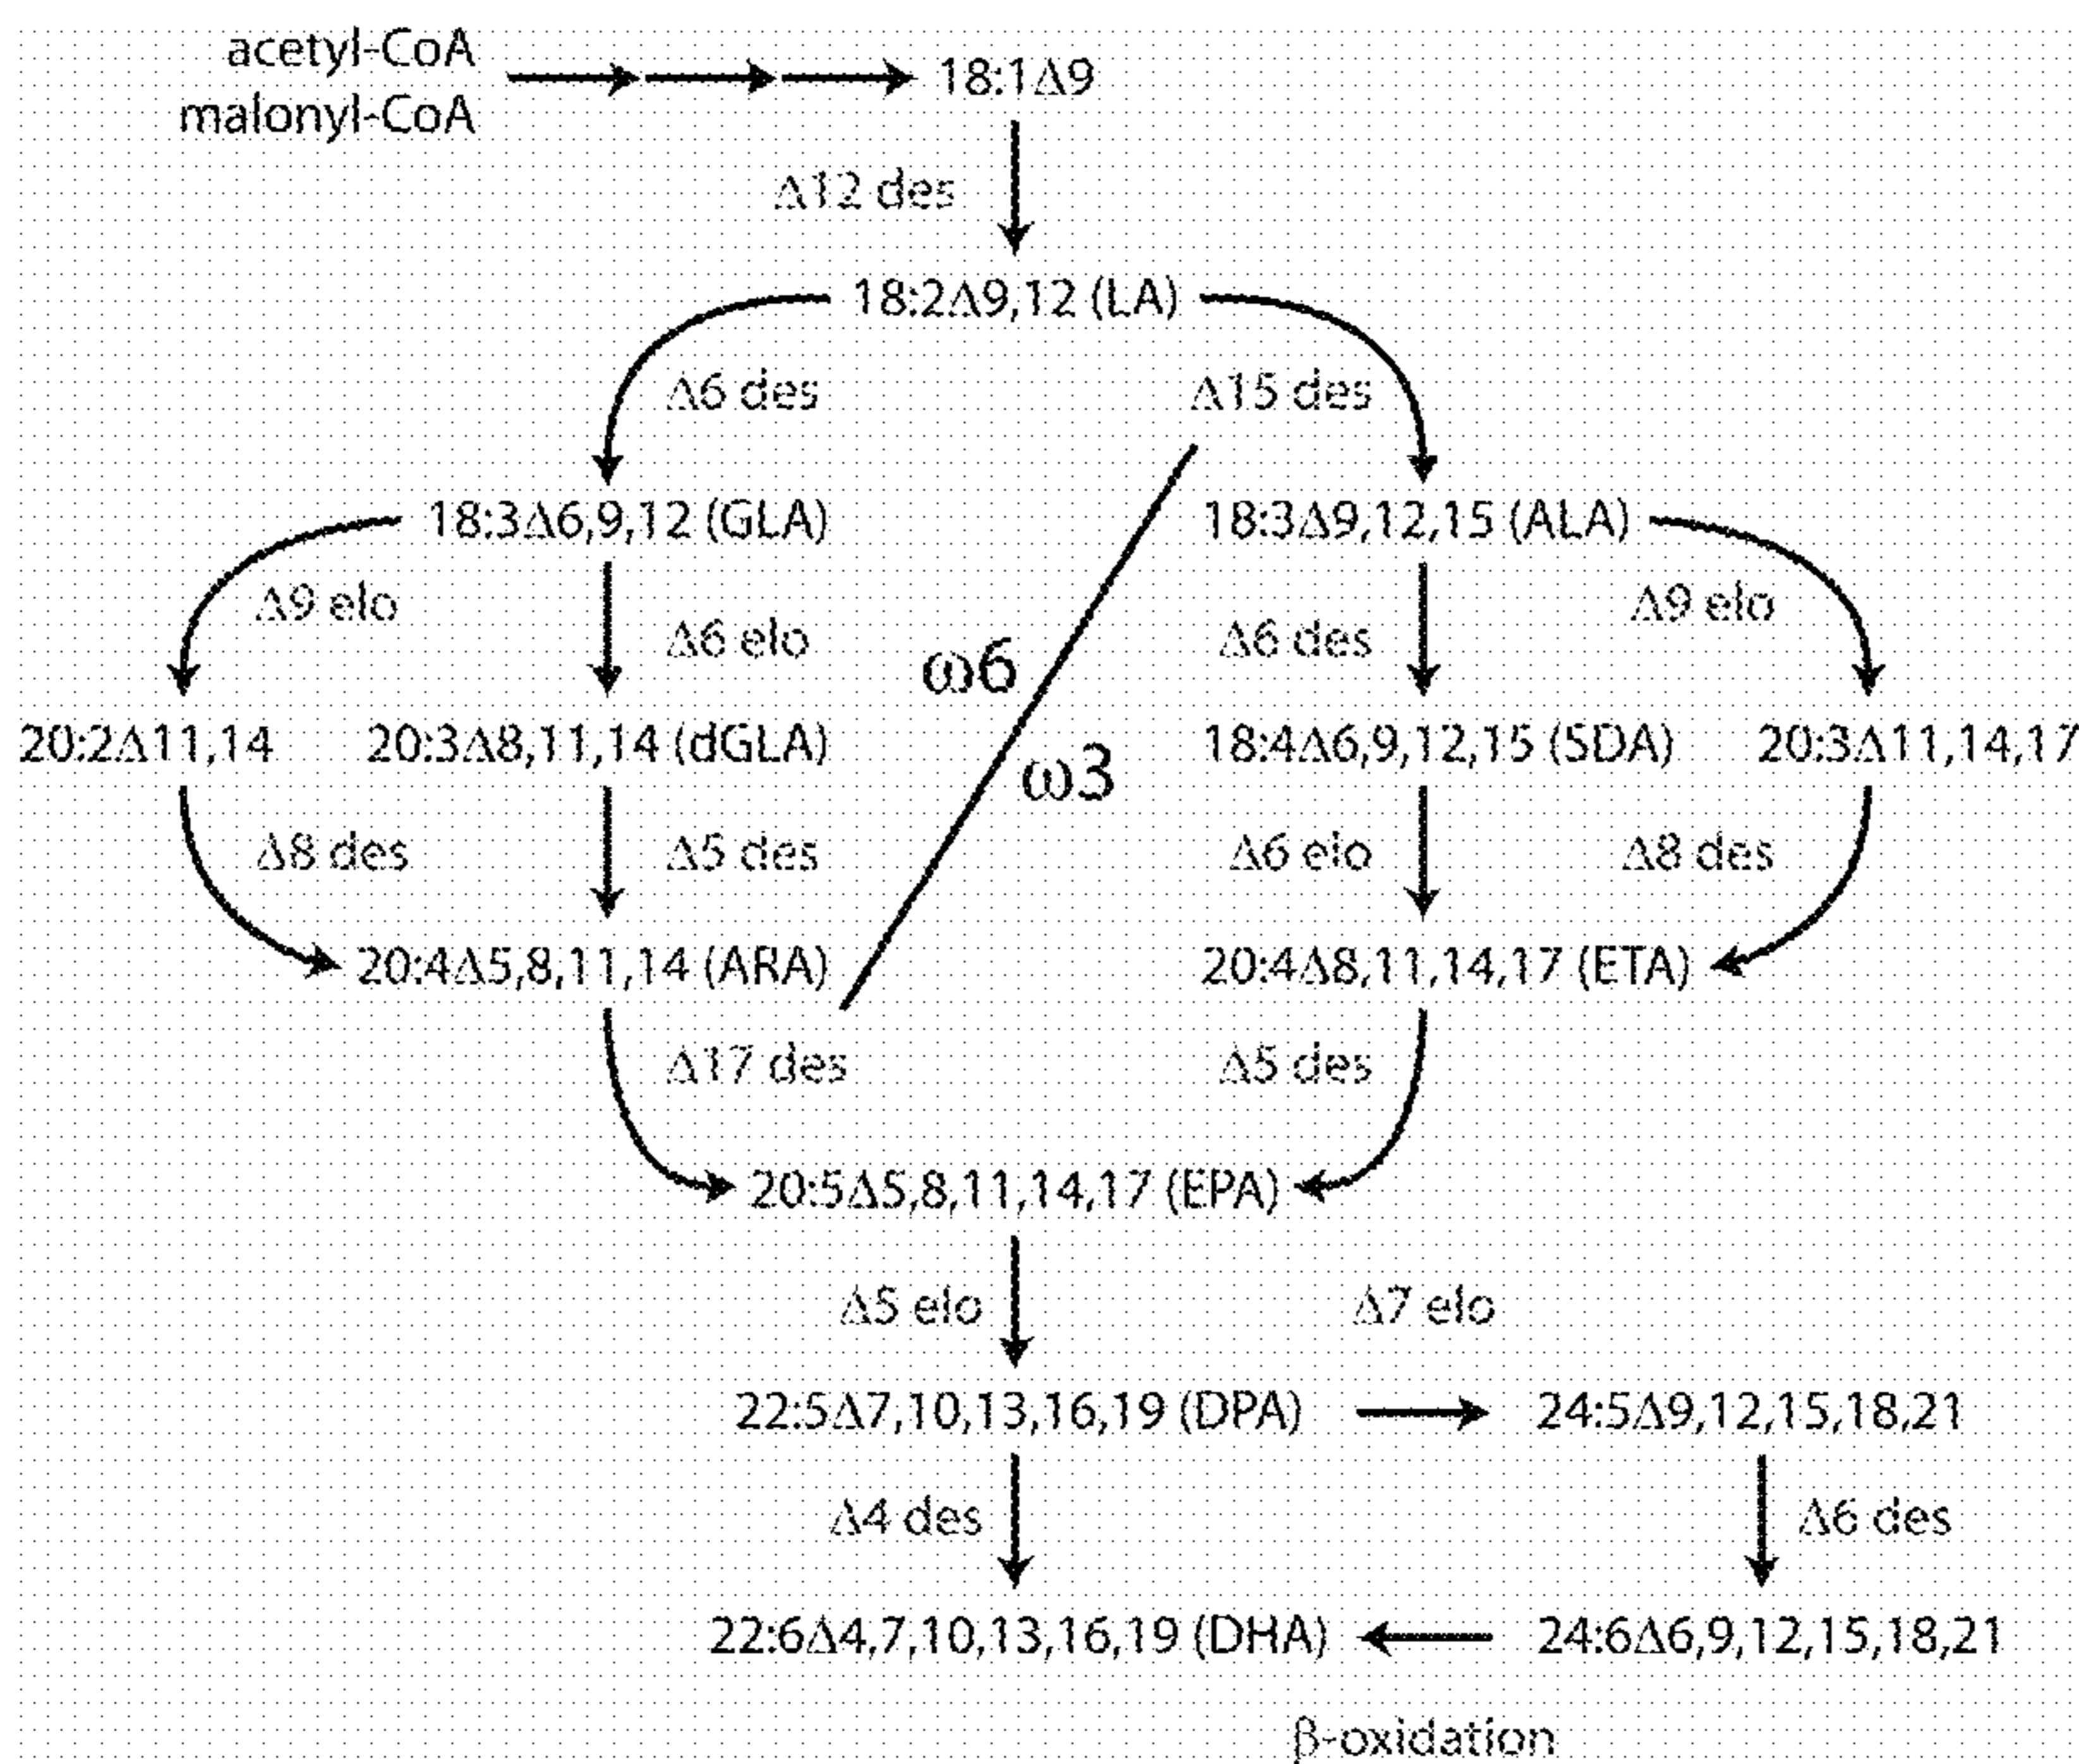 acetyl-CoA
malonyl-CoA
18:1Δ9
Δ12 des
18:2Δ9,12 (LA)
Δ6 des
Δ15 des
18:3Δ6,9,12 (GLA)
18:3Δ9,12,15 (ALA)
Δ9 elo
Δ6 elo
Δ6 des
Δ9 elo
ω6
ω3
20:2Δ11,14
20:3Δ8,11,14 (dGLA)
18:4Δ6,9,12,15 (SDA)
20:3Δ11,14,17
Δ8 des
Δ5 des
Δ6 elo
Δ8 des
20:4Δ5,8,11,14 (ARA)
20:4Δ8,11,14,17 (ETA)
Δ17 des
Δ5 des
20:5Δ5,8,11,14,17 (EPA)
Δ5 elo
Δ7 elo
22:5Δ7,10,13,16,19 (DPA)
24:5Δ9,12,15,18,21
Δ4 des
Δ6 des
22:6Δ4,7,10,13,16,19 (DHA)
24:6Δ6,9,12,15,18,21
β-oxidation